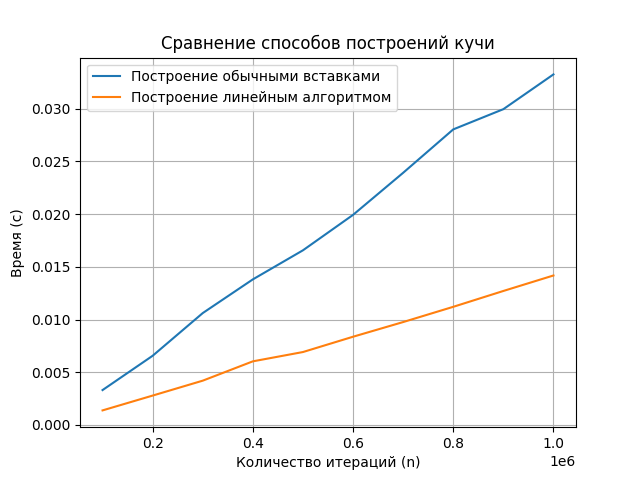 Сравнение способов построений кучи
Построение обычными вставками
Построение линейным алгоритмом
0.030
0.025
0.020
0.015
0.010
0.005
0.000
Время (с)
0.2 0.4 0.6 0.8 1.0
1e6
Количество итераций (n)